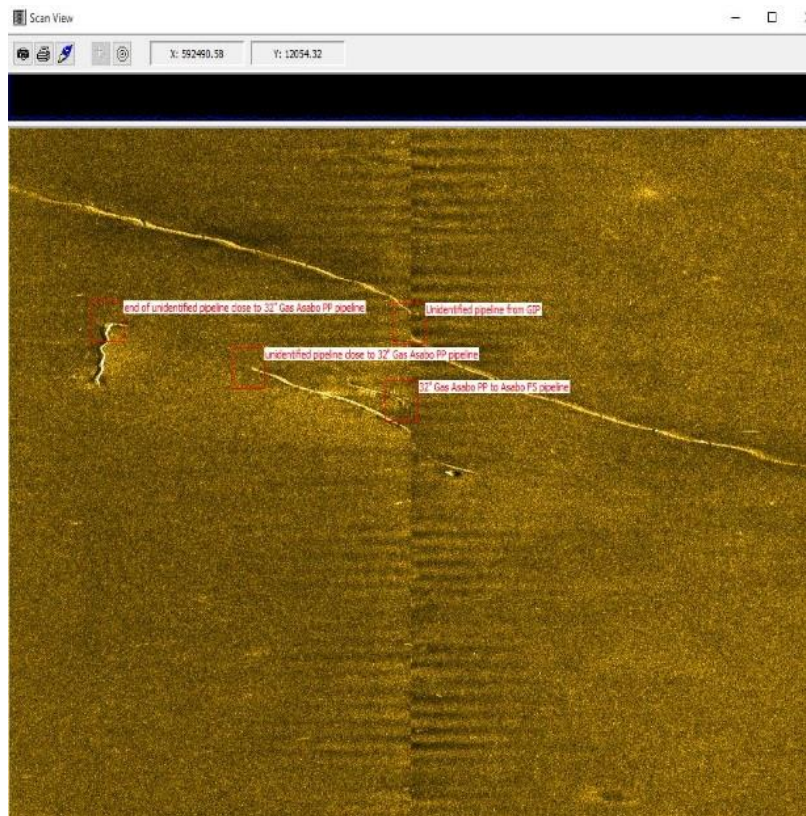 Scan View
X: 592490.58 Y: 12054.32
end of unidentified pipeline close to 32" Gas Asabo PP pipeline
Unidentified pipeline from GIP
unidentified pipeline close to 32" Gas Asabo PP pipeline
32" Gas Asabo PP to Asabo FS pipeline